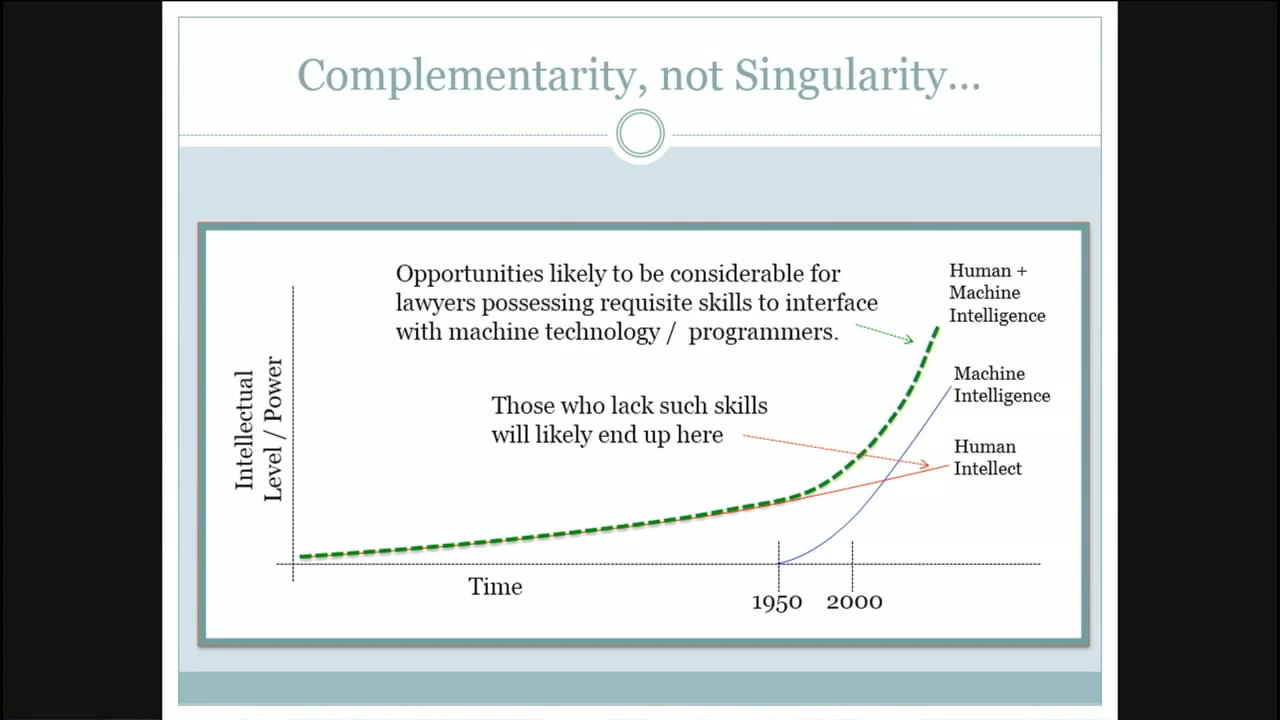 Complementarity, not Singularity...
Opportunities likely to be considerable for
lawyers possessing requisite skills to interface
with machine technology / programmers.
Human +
Machine
Intelligence
Machine
Intelligence
Those who lack such skills
will likely end up here
Human
Intellect
Intellectual
Level / Power
Time
1950
2000